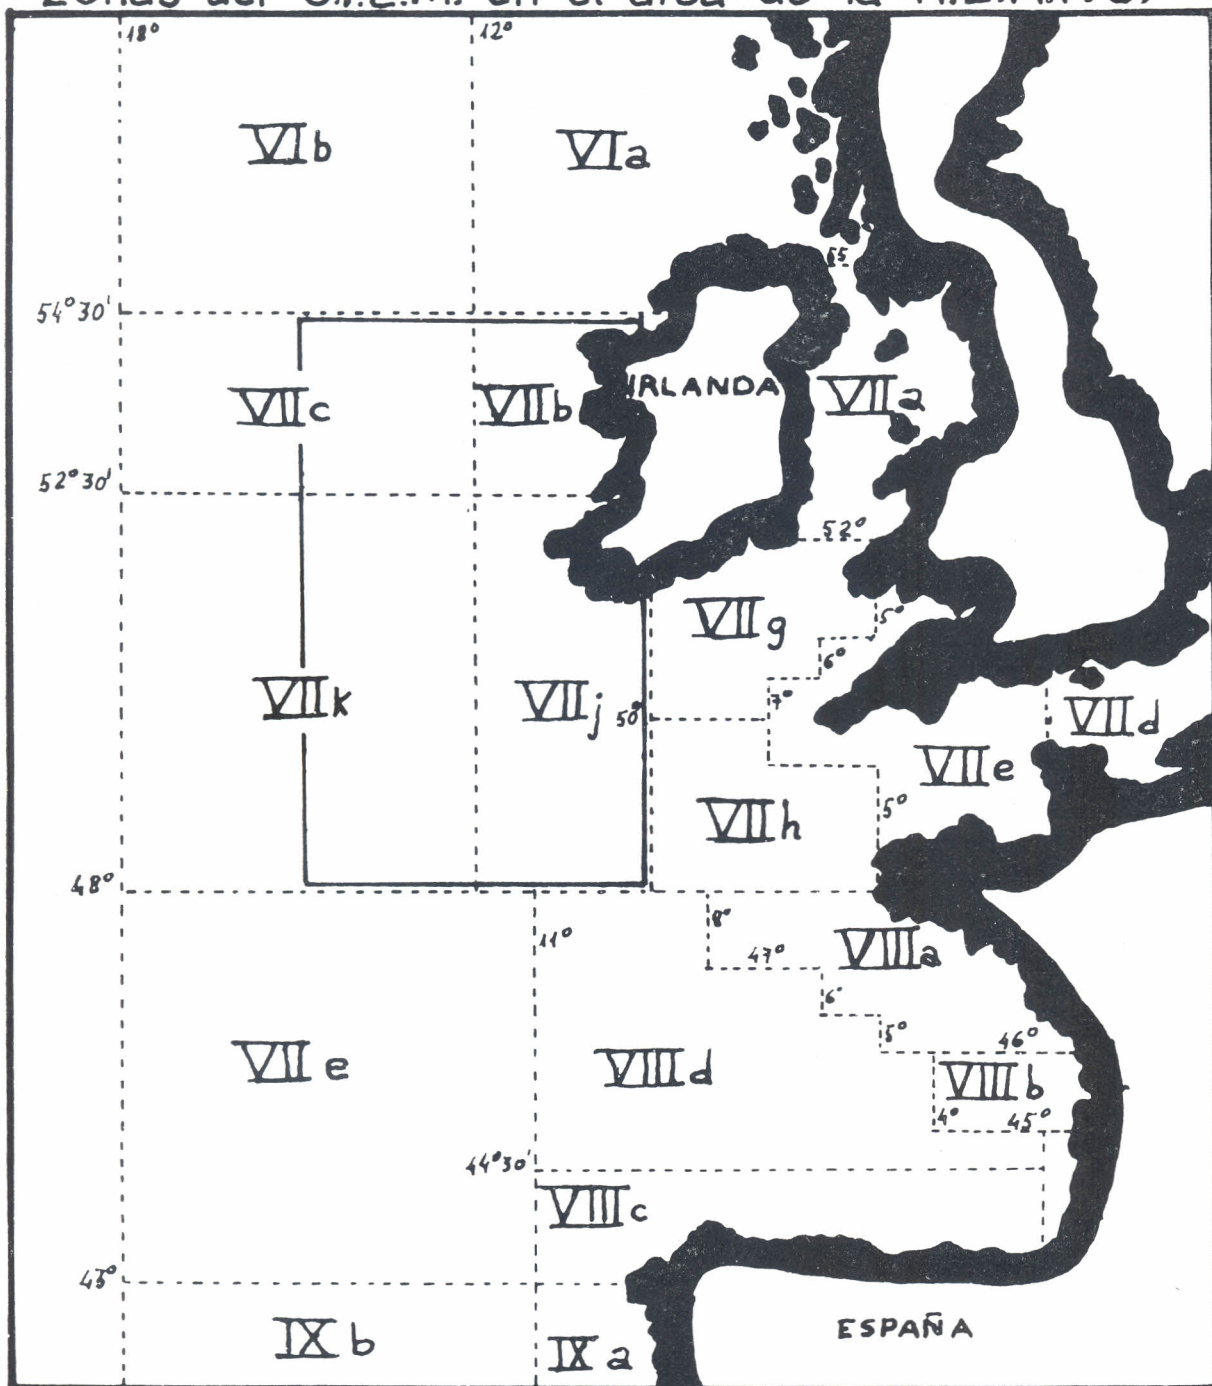 18° 12°
VIb VIa
55
54°30'
IRLANDA
VIIc VIIb VIIa
52°30'
52°
VIIg 5°
6°
7°
VIIk VIIj 50° VIId
VIIe
VIIh 5°
48°
8°
11° 47° VIIIa
6°
5° 46°
VIIe VIIId VIIIb
4° 45°
44°30'
VIIIc
43°
ESPAÑA
IXb IXa